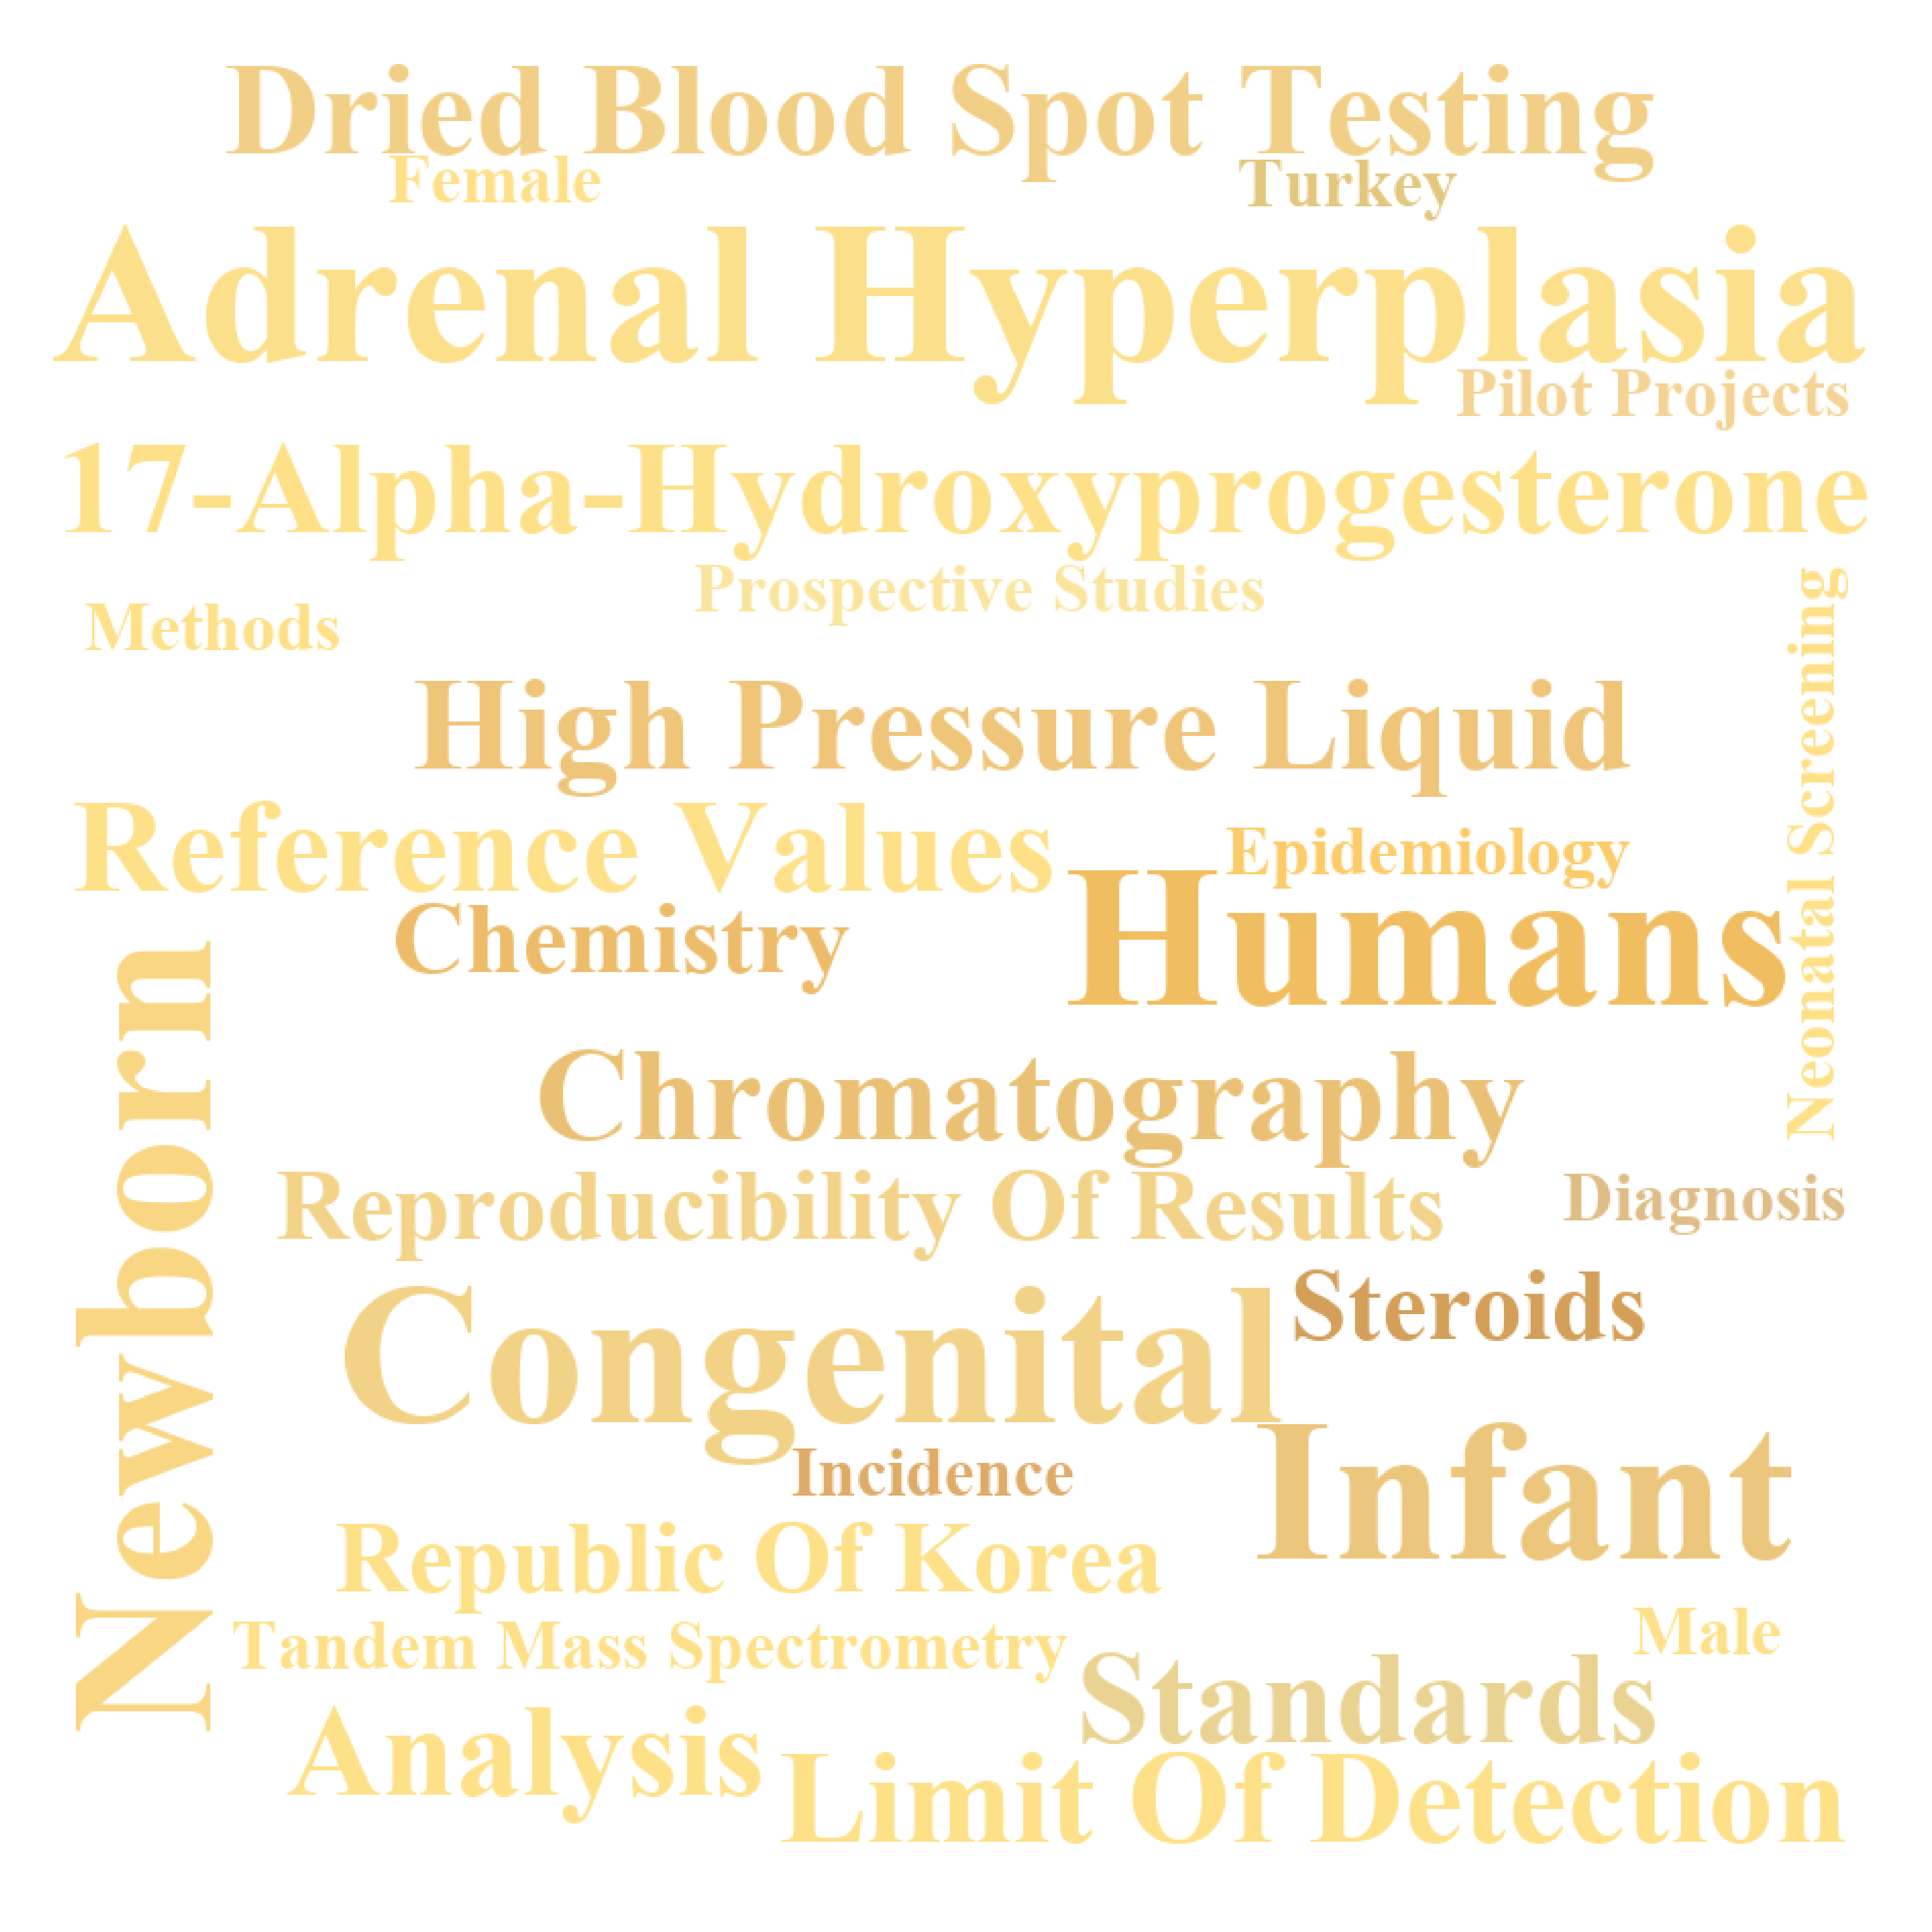 Dried Blood Spot Testing
Female
Turkey
Adrenal Hyperplasia
Pilot Projects
17-Alpha-Hydroxyprogesterone
Prospective Studies
Methods
Neonatal Screening
High Pressure Liquid
Reference Values
Epidemiology
Humans
Chemistry
Newborn
Chromatography
Reproducibility Of Results
Diagnosis
Steroids
Congenital
Infant
Incidence
Republic Of Korea
Male
Tandem Mass Spectrometry
Standards
Analysis
Limit Of Detection